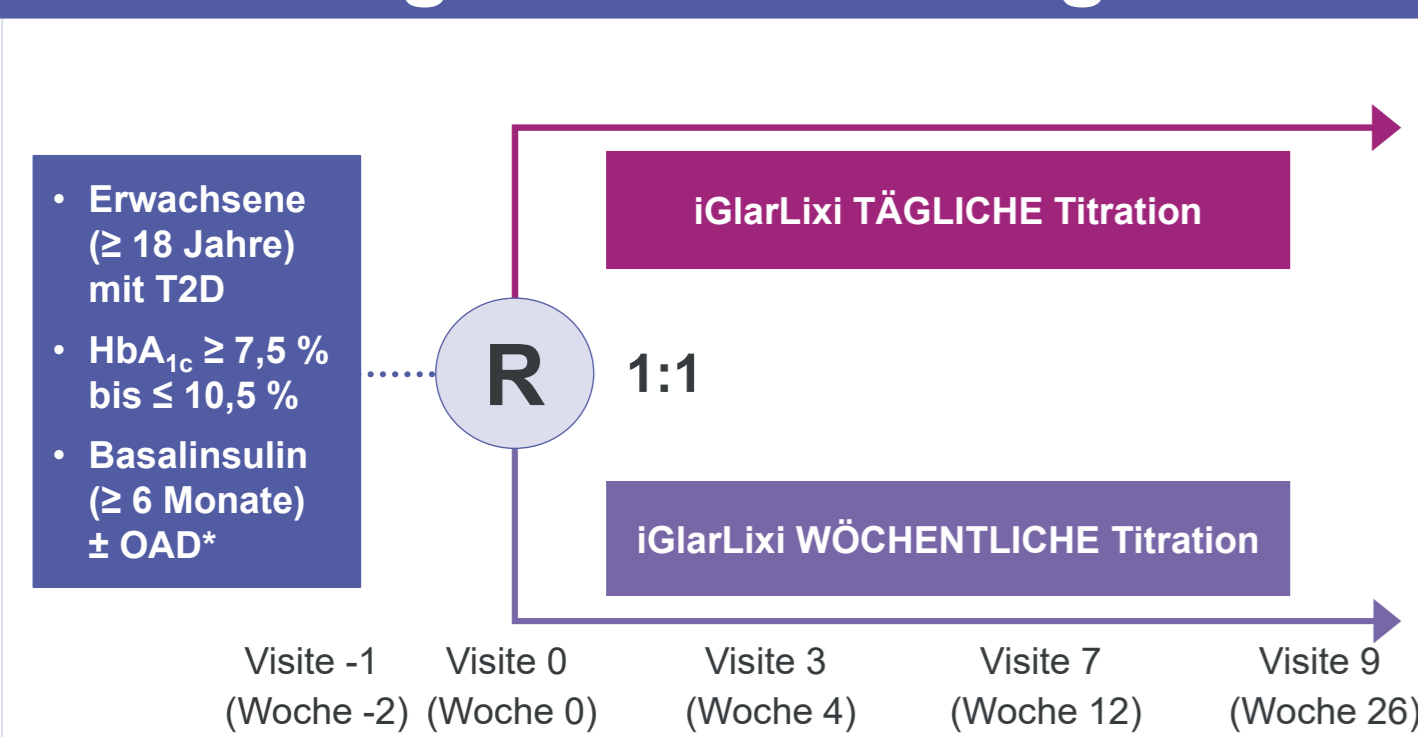 • Erwachsene
(≥ 18 Jahre)
mit T2D
• HbA1c ≥ 7,5 %
bis ≤ 10,5 %
• Basalinsulin
(≥ 6 Monate)
± OAD*
iGlarLixi TÄGLICHE Titration
R 1:1
iGlarLixi WÖCHENTLICHE Titration
Visite -1 Visite 0 Visite 3 Visite 7 Visite 9
(Woche -2) (Woche 0) (Woche 4) (Woche 12) (Woche 26)